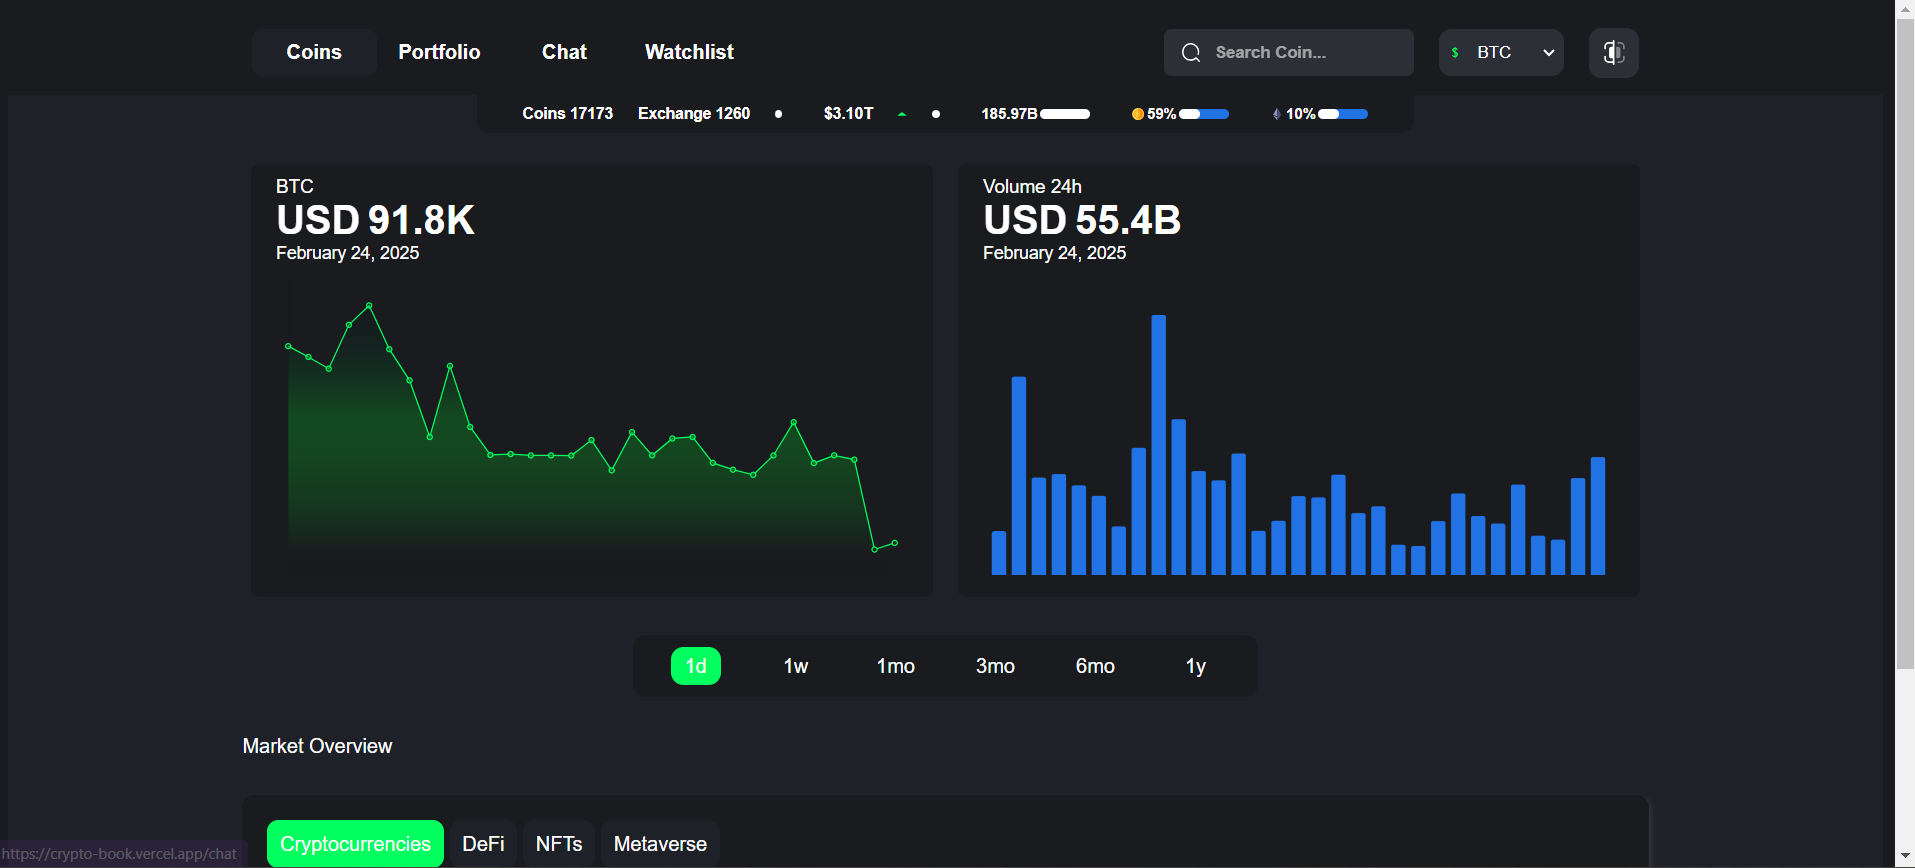 Coins Portfolio Chat Watchlist Search Coin... $ BTC
Coins 17173 Exchange 1260 $3.10T 185.97B 59% 10%
BTC
USD 91.8K
February 24, 2025
Volume 24h
USD 55.4B
February 24, 2025
1d 1w 1mo 3mo 6mo 1y
Market Overview
Cryptocurrencies DeFi NFTs Metaverse
https://crypto-book.vercel.app/chat